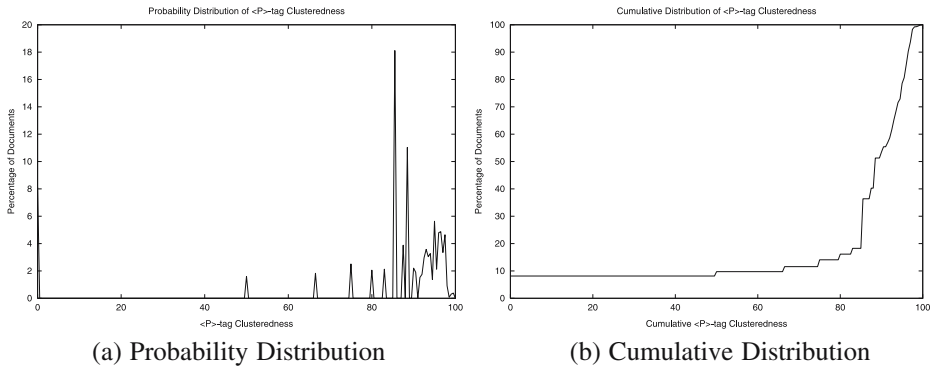 Probability Distribution of <P>-tag Clusteredness
20
18
16
14
12
10
8
6
4
2
0
Percentage of Documents
0 20 40 60 80 100
<P>-tag Clusteredness
(a) Probability Distribution
Cumulative Distribution of <P>-tag Clusteredness
100
90
80
70
60
50
40
30
20
10
0
Percentage of Documents
0 20 40 60 80 100
Cumulative <P>-tag Clusteredness
(b) Cumulative Distribution